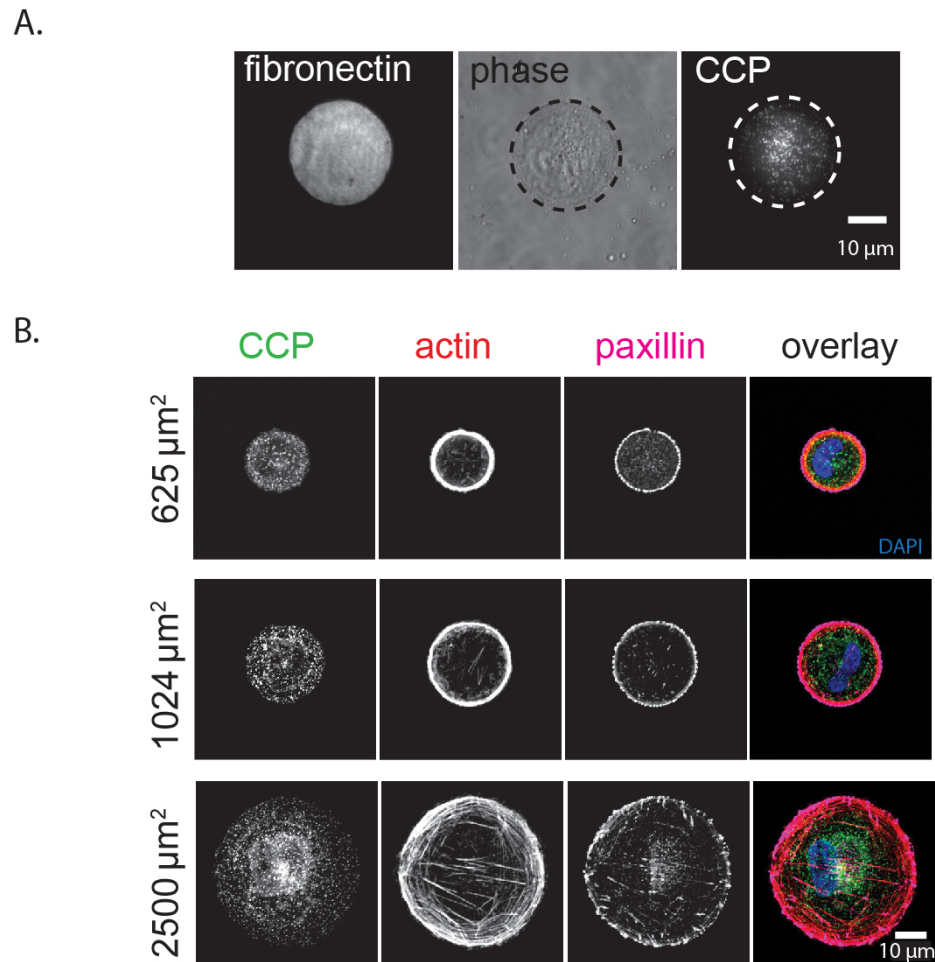 A.
fibronectin phase CCP
10 µm
B.
CCP actin paxillin overlay
625 µm²
DAPI
1024 µm²
2500 µm²
10 µm